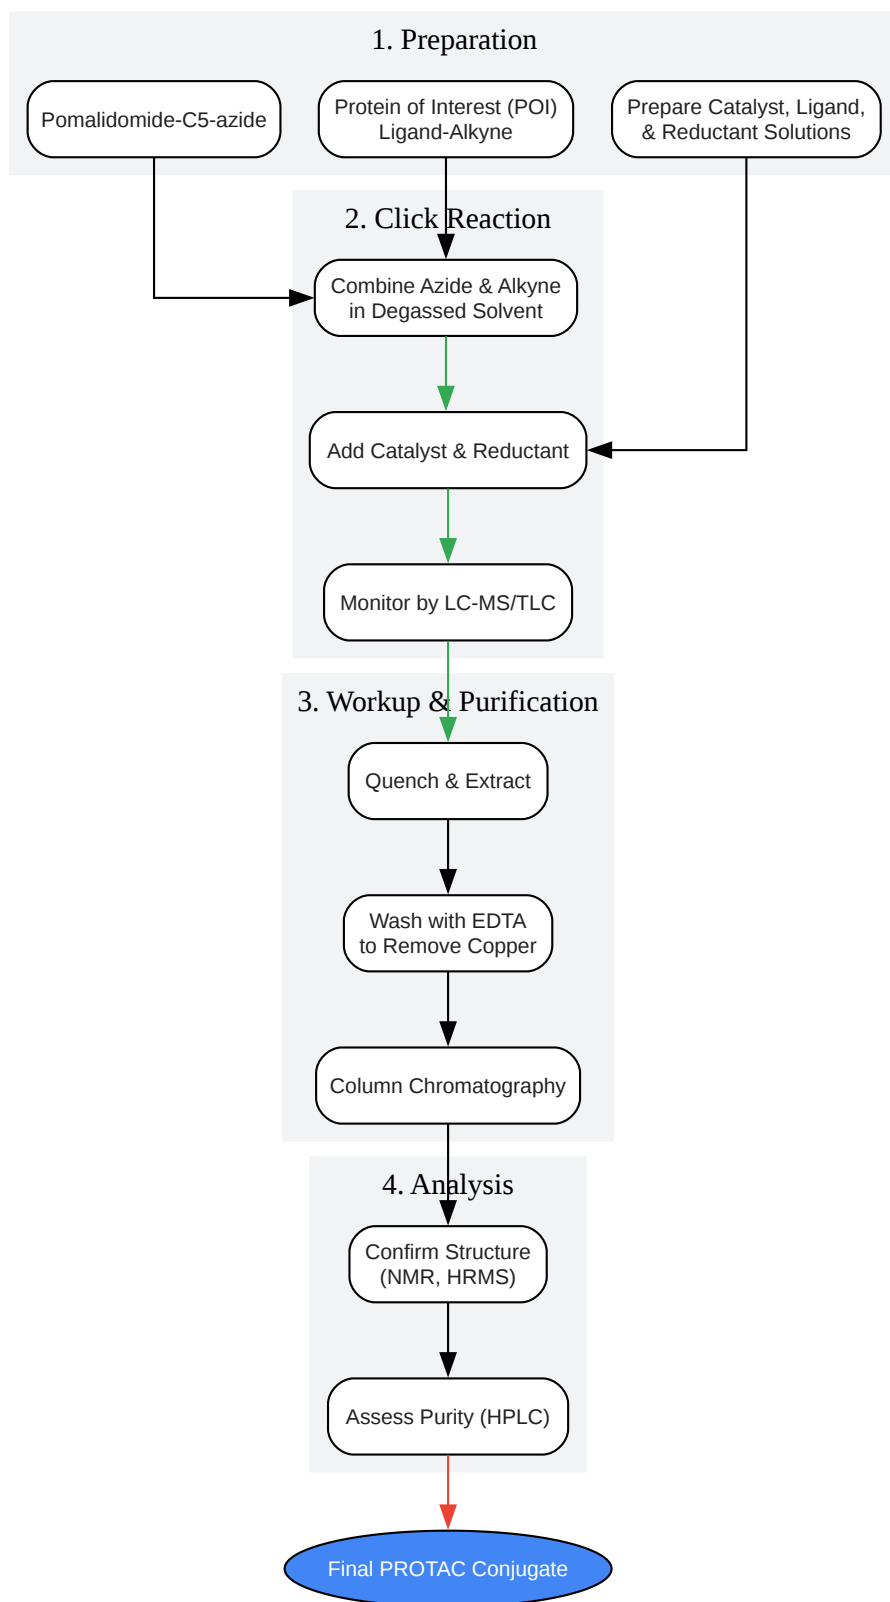 1. Preparation
Pomalidomide-C5-azide
Protein of Interest (POI)
Ligand-Alkyne
Prepare Catalyst, Ligand,
& Reductant Solutions
2. Click Reaction
Combine Azide & Alkyne
in Degassed Solvent
Add Catalyst & Reductant
Monitor by LC-MS/TLC
3. Workup & Purification
Quench & Extract
Wash with EDTA
to Remove Copper
Column Chromatography
4. Analysis
Confirm Structure
(NMR, HRMS)
Assess Purity (HPLC)
Final PROTAC Conjugate